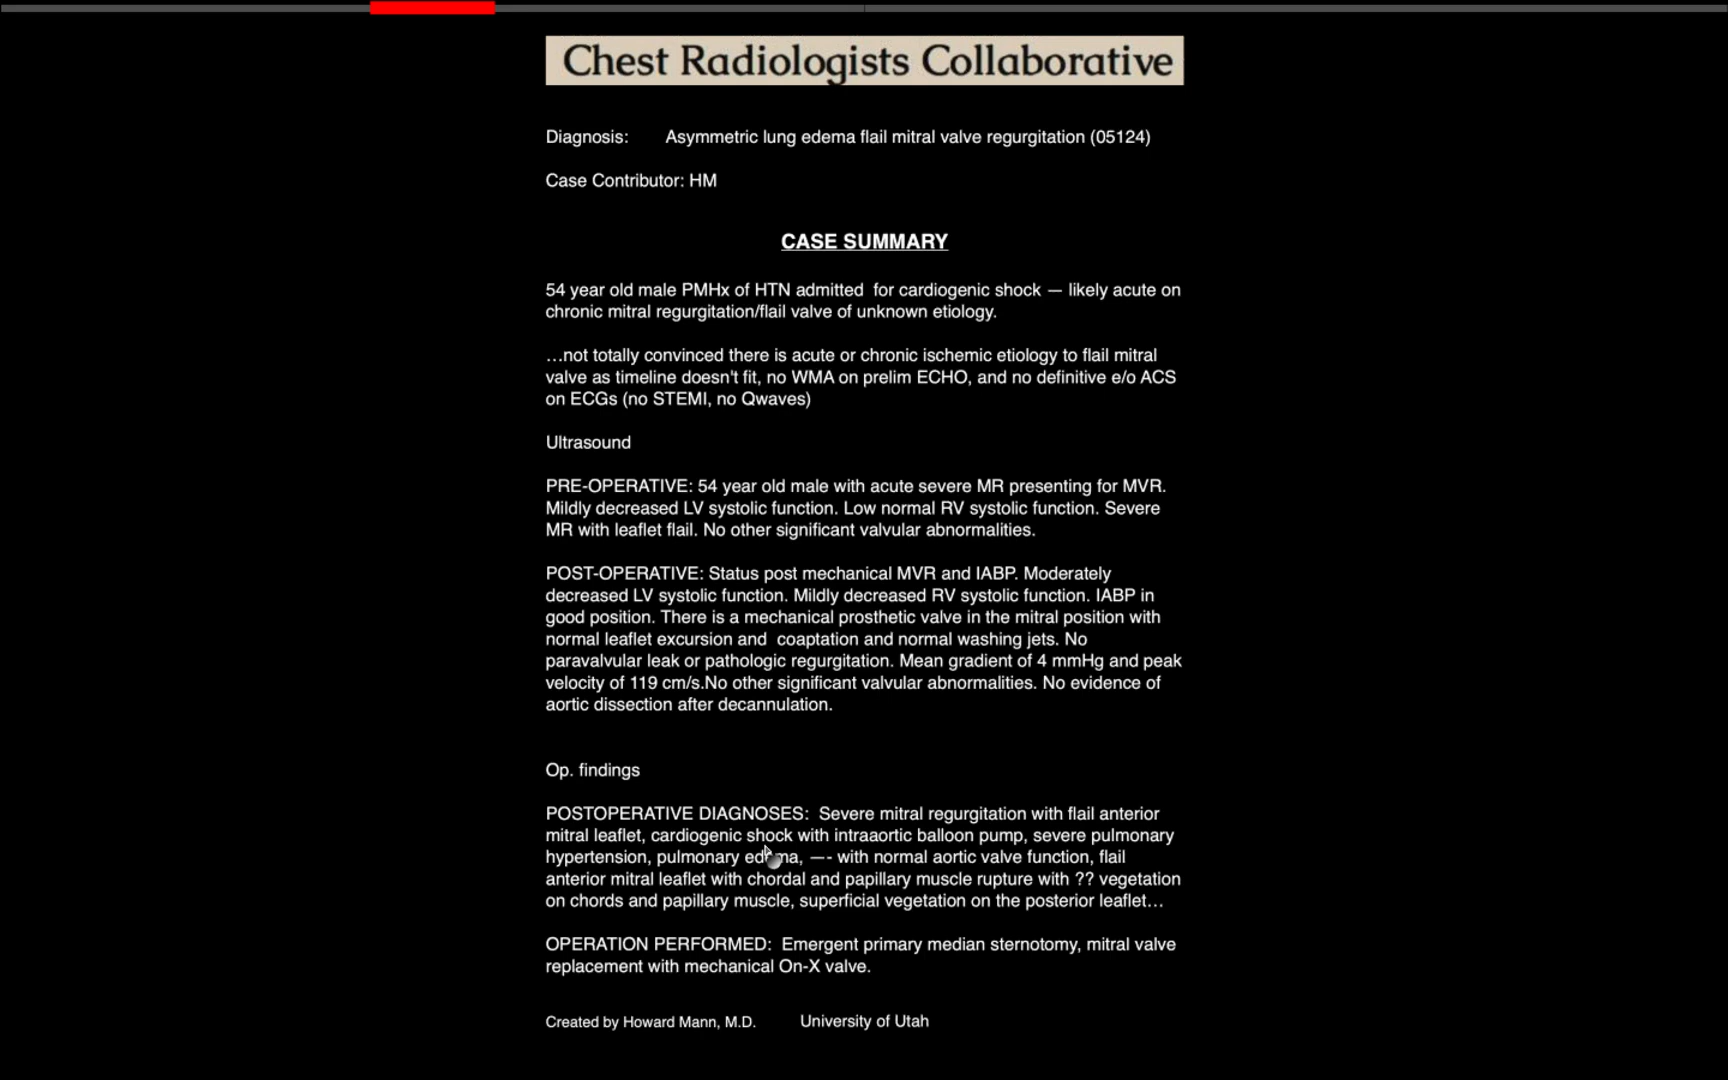 Chest Radiologists Collaborative
Diagnosis: Asymmetric lung edema flail mitral valve regurgitation (05124)
Case Contributor: HM
CASE SUMMARY
54 year old male PMHx of HTN admitted  for cardiogenic shock — likely acute on
chronic mitral regurgitation/flail valve of unknown etiology.
…not totally convinced there is acute or chronic ischemic etiology to flail mitral
valve as timeline doesn't fit, no WMA on prelim ECHO, and no definitive e/o ACS
on ECGs (no STEMI, no Qwaves)
Ultrasound
PRE-OPERATIVE: 54 year old male with acute severe MR presenting for MVR.
Mildly decreased LV systolic function. Low normal RV systolic function. Severe
MR with leaflet flail. No other significant valvular abnormalities.
POST-OPERATIVE: Status post mechanical MVR and IABP. Moderately
decreased LV systolic function. Mildly decreased RV systolic function. IABP in
good position. There is a mechanical prosthetic valve in the mitral position with
normal leaflet excursion and  coaptation and normal washing jets. No
paravalvular leak or pathologic regurgitation. Mean gradient of 4 mmHg and peak
velocity of 119 cm/s.No other significant valvular abnormalities. No evidence of
aortic dissection after decannulation.
Op. findings
POSTOPERATIVE DIAGNOSES:  Severe mitral regurgitation with flail anterior
mitral leaflet, cardiogenic shock with intraaortic balloon pump, severe pulmonary
hypertension, pulmonary edema, —- with normal aortic valve function, flail
anterior mitral leaflet with chordal and papillary muscle rupture with ?? vegetation
on chords and papillary muscle, superficial vegetation on the posterior leaflet…
OPERATION PERFORMED:  Emergent primary median sternotomy, mitral valve
replacement with mechanical On-X valve.
Created by Howard Mann, M.D. University of Utah